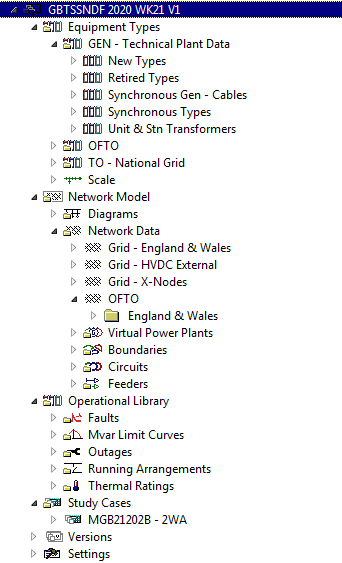 GBTSSNDF 2020 WK21 V1
Equipment Types
GEN - Technical Plant Data
New Types
Retired Types
Synchronous Gen - Cables
Synchronous Types
Unit & Stn Transformers
OFTO
TO - National Grid
Scale
Network Model
Diagrams
Network Data
Grid - England & Wales
Grid - HVDC External
Grid - X-Nodes
OFTO
England & Wales
Virtual Power Plants
Boundaries
Circuits
Feeders
Operational Library
Faults
Mvar Limit Curves
Outages
Running Arrangements
Thermal Ratings
Study Cases
MGB21202B - 2WA
Versions
Settings